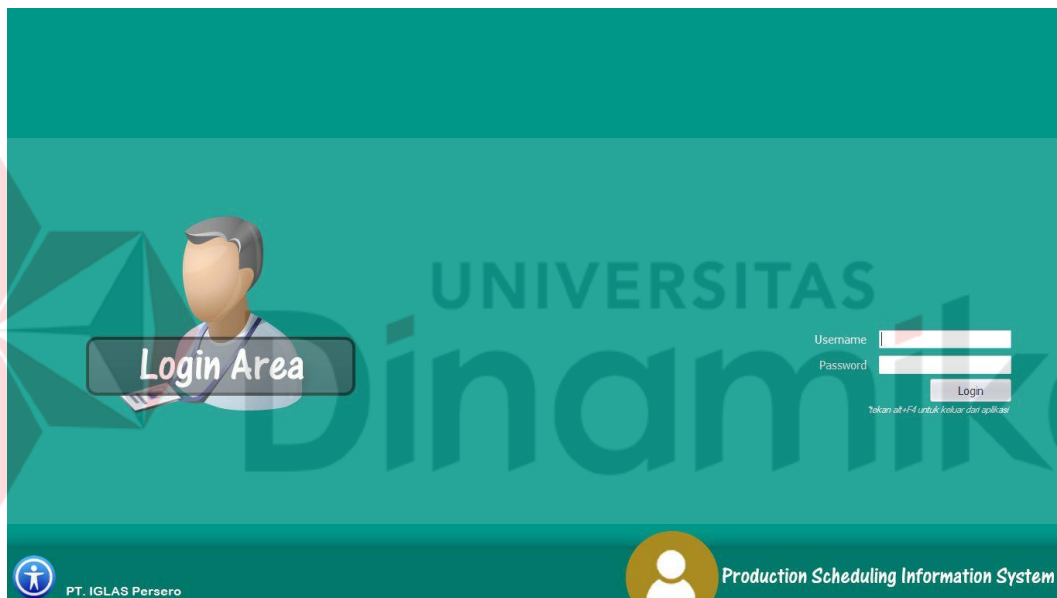 UNIVERSITAS
Dinamika
Login Area
Username
Password
Login
*tekan alt+F4 untuk keluar dari aplikasi
PT. IGLAS Persero
Production Scheduling Information System